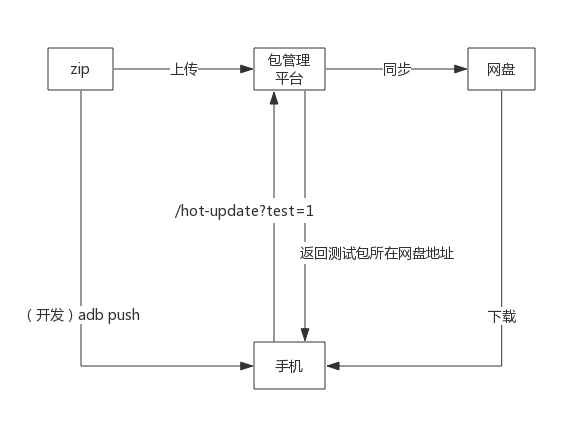 zip
上传
包管理
平台
同步
网盘
/hot-update?test=1
返回测试包所在网盘地址
（开发）adb push
下载
手机